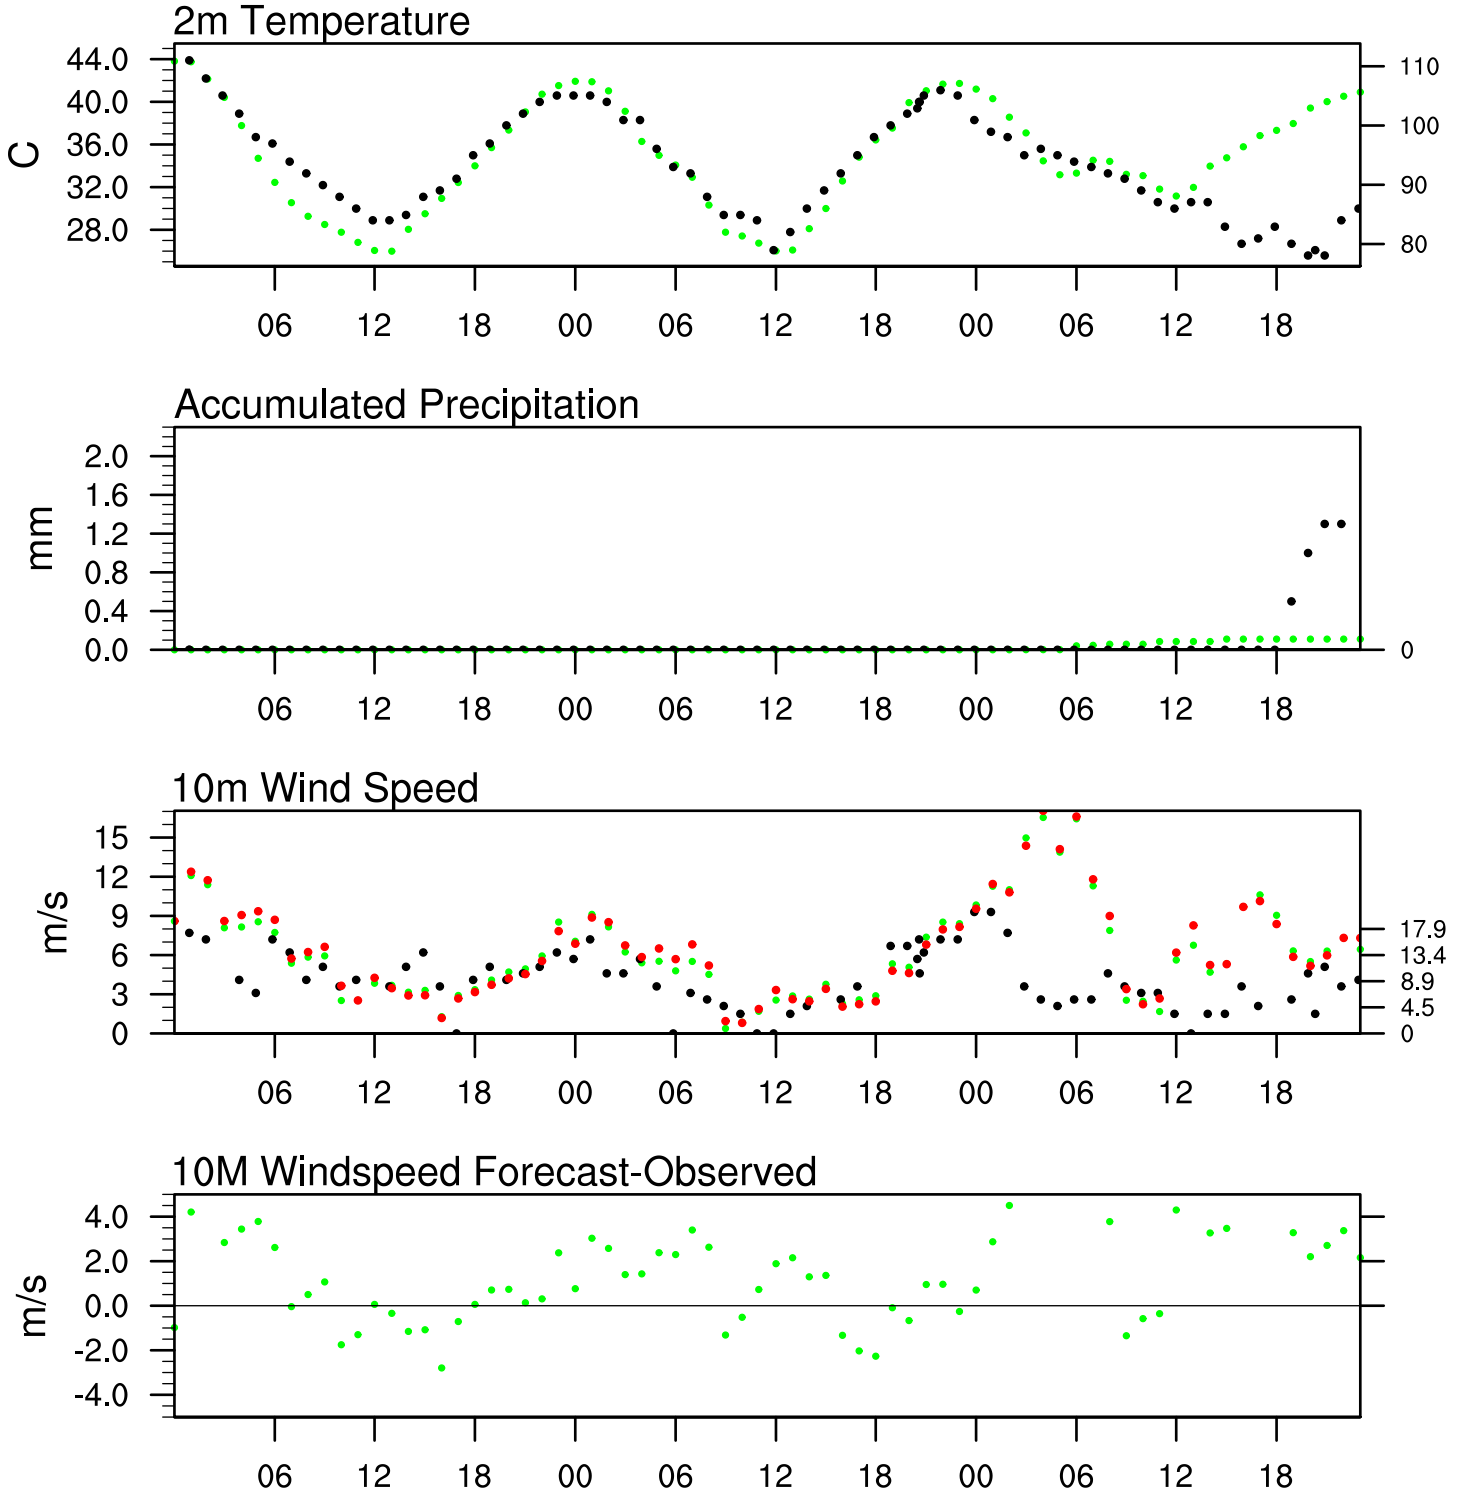 2m Temperature
44.0
110
40.0
100
C
36.0
32.0
90
28.0
80
06 12 18 00 06 12 18 00 06 12 18
Accumulated Precipitation
2.0
1.6
mm
1.2
0.8
0.4
0.0
0
06 12 18 00 06 12 18 00 06 12 18
10m Wind Speed
15
12
m/s
9
17.9
6
13.4
8.9
3
4.5
0
0
06 12 18 00 06 12 18 00 06 12 18
10M Windspeed Forecast-Observed
4.0
2.0
m/s
0.0
-2.0
-4.0
06 12 18 00 06 12 18 00 06 12 18